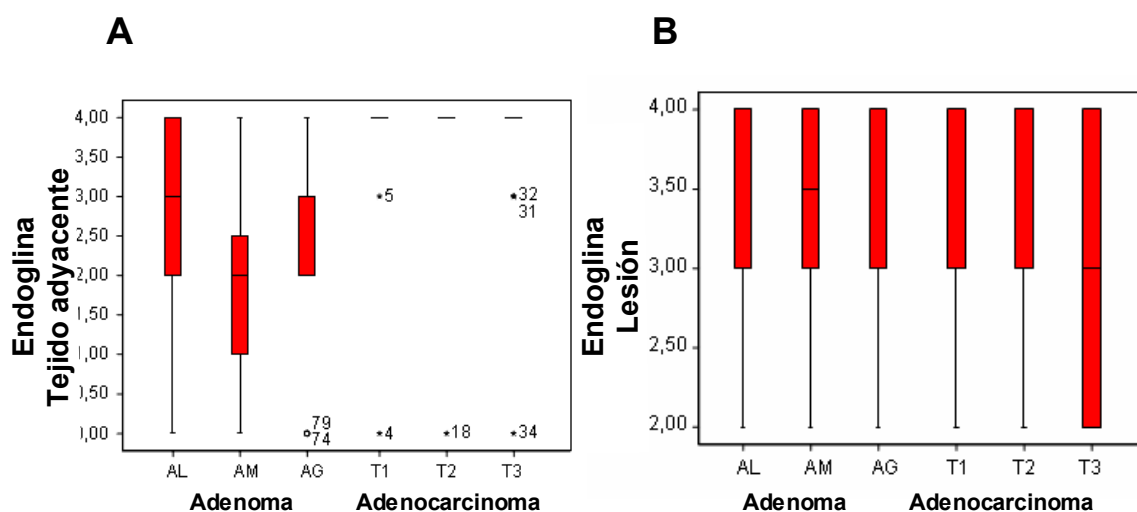 A
B
Endoglina
Tejido adyacente
4,00
3,50
3,00
2,50
2,00
1,50
1,00
0,50
0,00
*5
*32
31
79
74
*4
*18
*34
AL
AM
AG
T1
T2
T3
Adenoma
Adenocarcinoma
Endoglina
Lesión
4,00
3,50
3,00
2,50
2,00
AL
AM
AG
T1
T2
T3
Adenoma
Adenocarcinoma